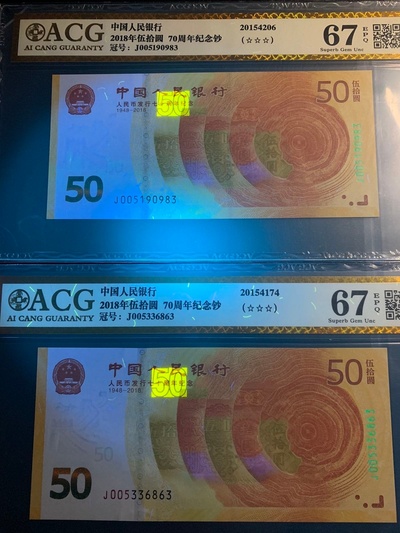 ACG
AI CANG GUARANTY
中国人民银行
2018年伍拾圆 70周年纪念钞
冠号: J005190983
20154206
(☆☆☆)
67 EPQ
Superb Gem Unc
中国人民银行
人民币发行七十周年纪念
1948-2018
50
50
50
伍拾圆
J005190983
ACG
AI CANG GUARANTY
中国人民银行
2018年伍拾圆 70周年纪念钞
冠号: J005336863
20154174
(☆☆☆)
67 EPQ
Superb Gem Unc
中国人民银行
人民币发行七十周年纪念
1948-2018
50
50
50
50
伍拾圆
J005336863
J005336863